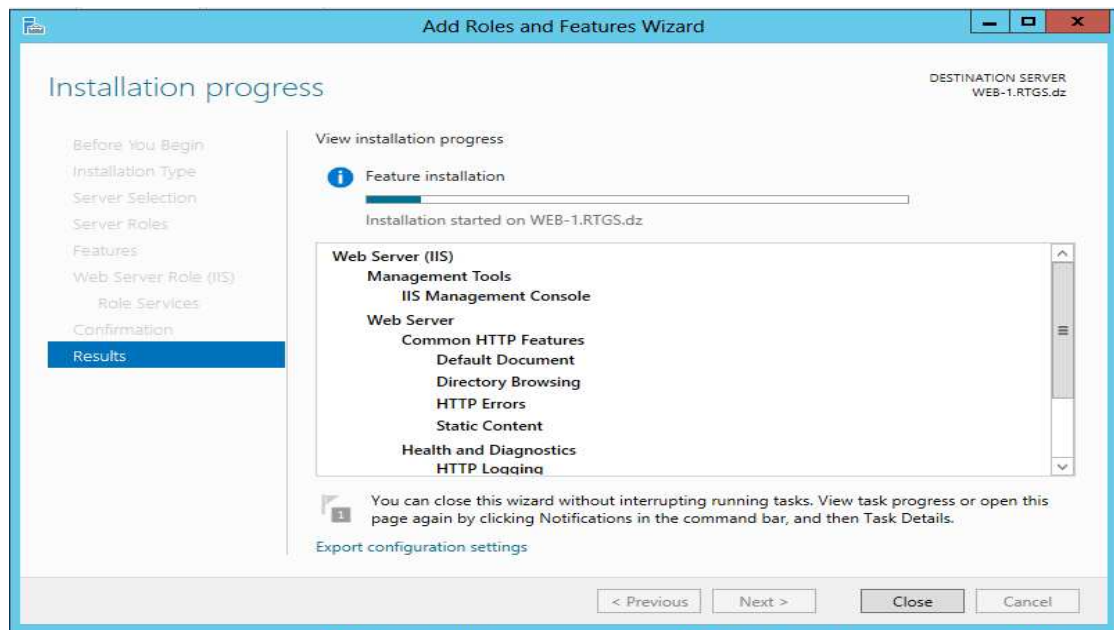 Add Roles and Features Wizard
Installation progress
DESTINATION SERVER
WEB-1.RTGS.dz
Before You Begin
Installation Type
Server Selection
Server Roles
Features
Web Server Role (IIS)
Role Services
Confirmation
Results
View installation progress
Feature installation
Installation started on WEB-1.RTGS.dz
Web Server (IIS)
Management Tools
IIS Management Console
Web Server
Common HTTP Features
Default Document
Directory Browsing
HTTP Errors
Static Content
Health and Diagnostics
HTTP Logging
1
You can close this wizard without interrupting running tasks. View task progress or open this
page again by clicking Notifications in the command bar, and then Task Details.
Export configuration settings
< Previous
Next >
Close
Cancel